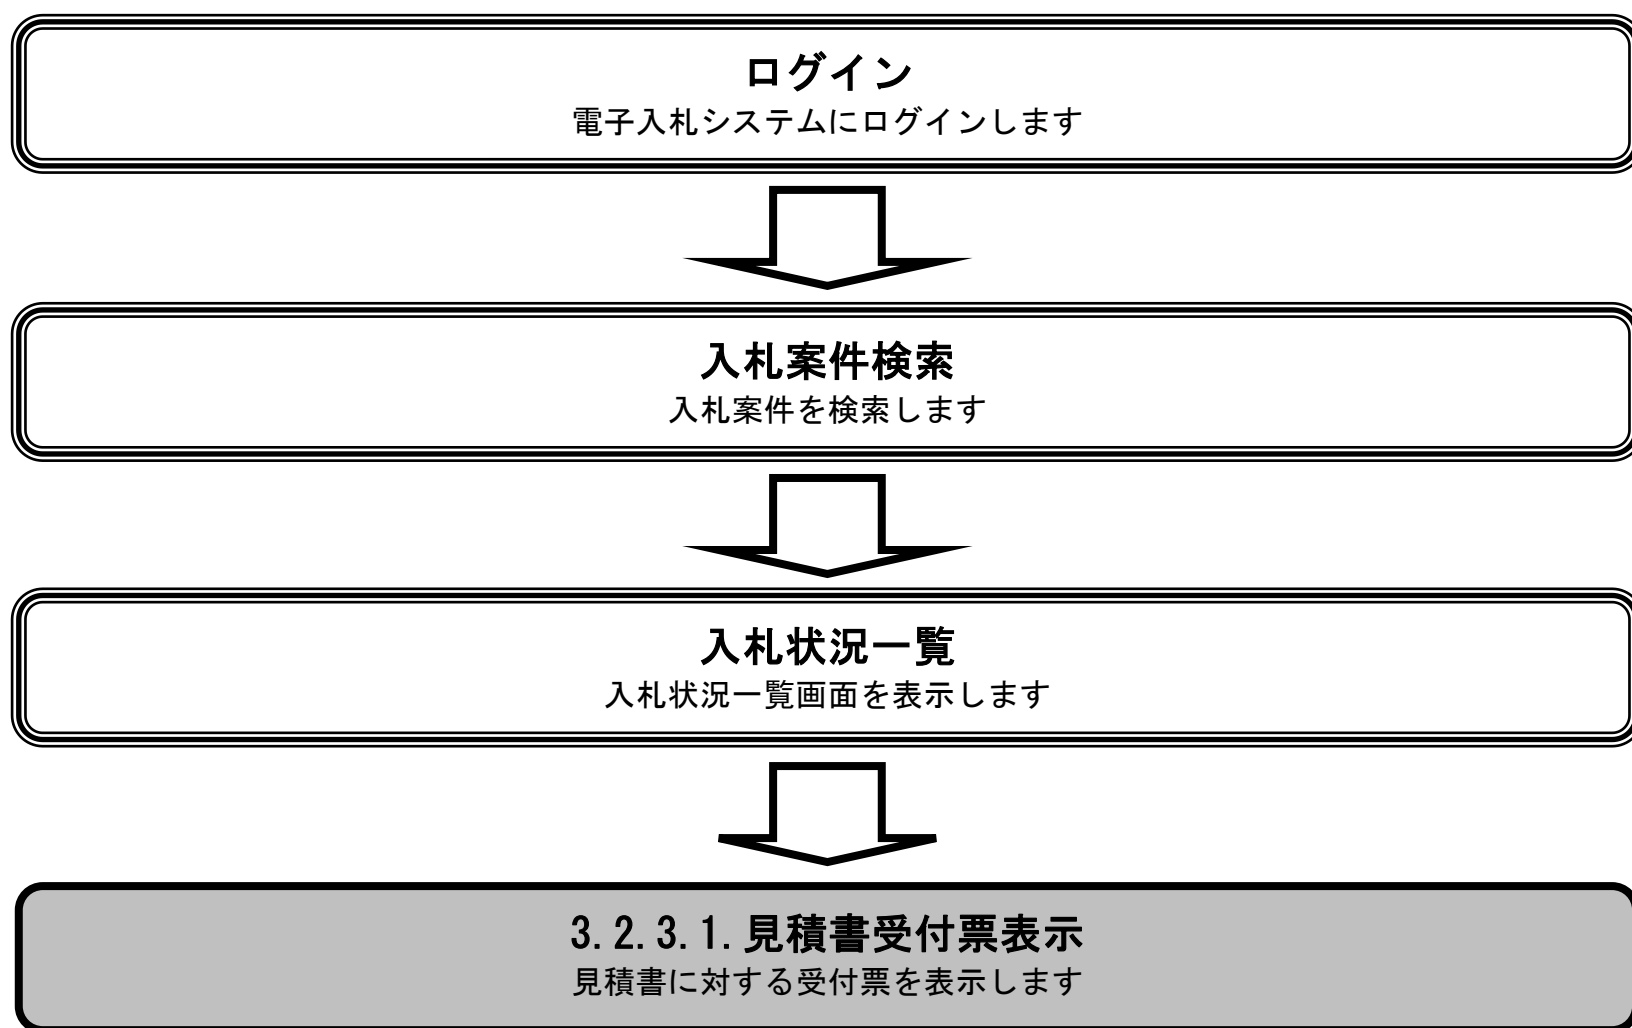 ログイン
電子入札システムにログインします
入札案件検索
入札案件を検索します
入札状況一覧
入札状況一覧画面を表示します
3.2.3.1.見積書受付票表示
見積書に対する受付票を表示します